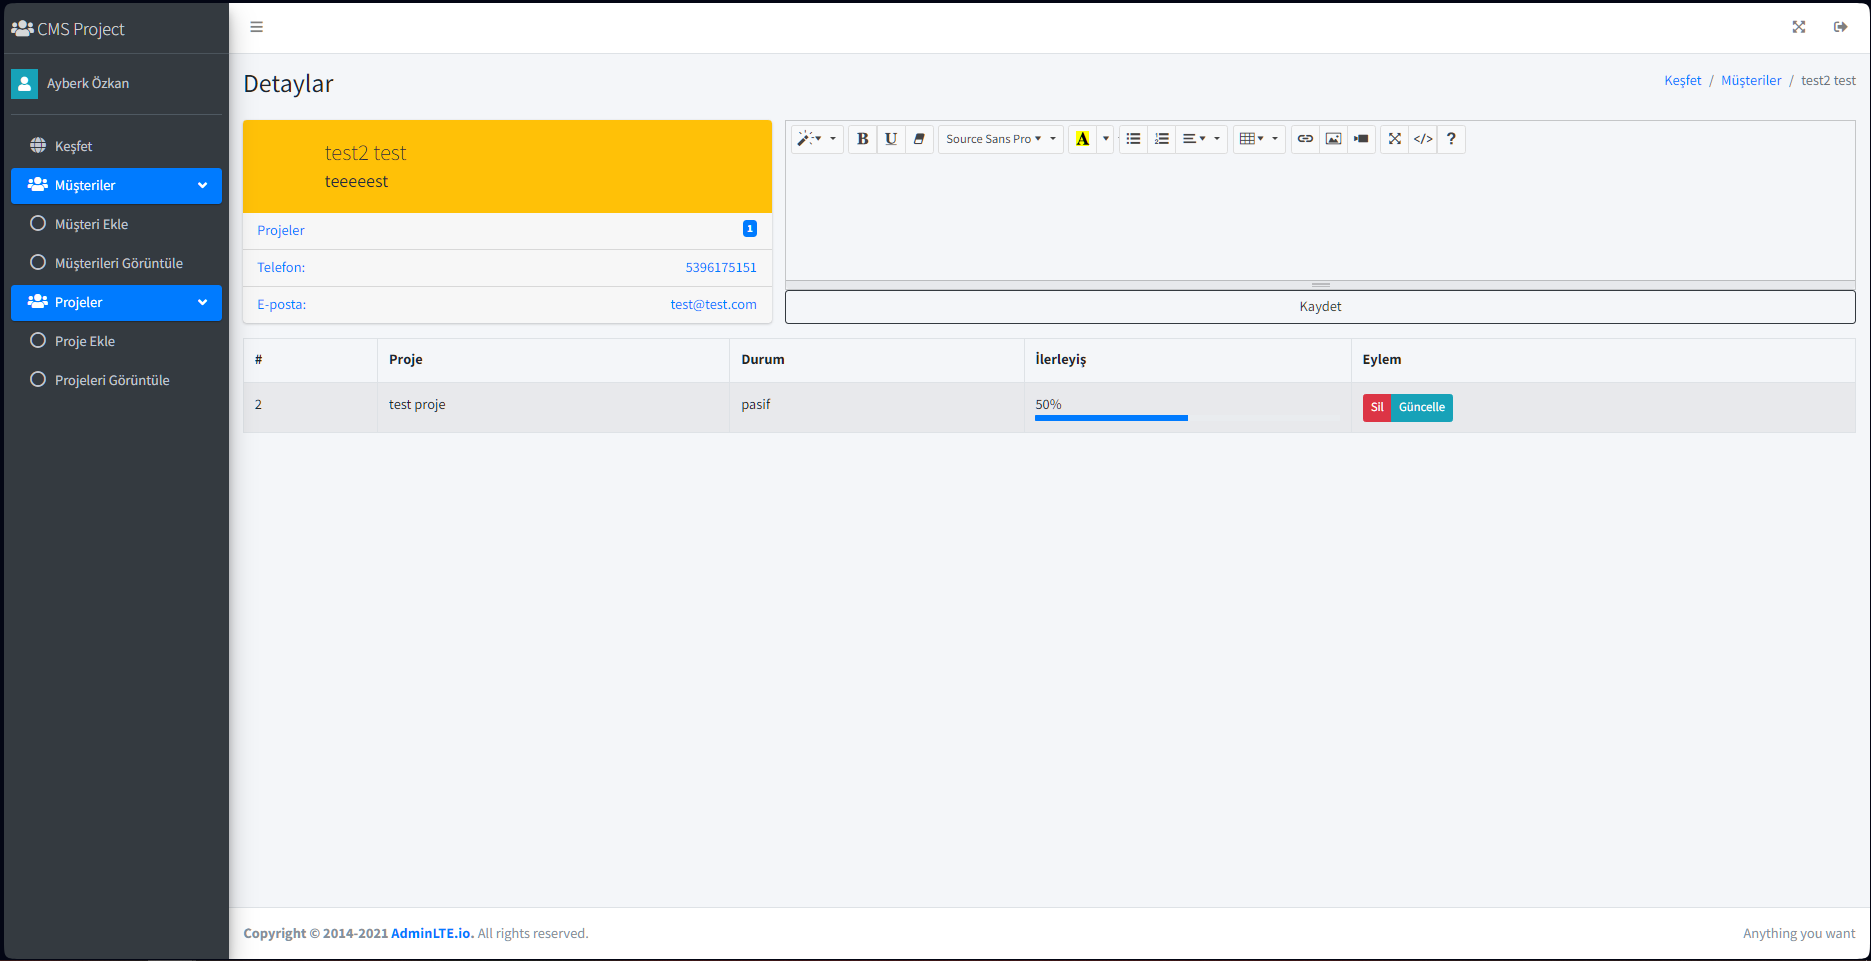 CMS Project
Ayberk Özkan
Keşfet
Müşteriler
Müşteri Ekle
Müşterileri Görüntüle
Projeler
Proje Ekle
Projeleri Görüntüle
Detaylar
Keşfet / Müşteriler / test2 test
test2 test
teeeeest
Projeler 1
Telefon: 5396175151
E-posta: test@test.com
B U Source Sans Pro A </> ?
Kaydet
# Proje Durum İlerleyiş Eylem
2 test proje pasif 50% Sil Güncelle
Copyright © 2014-2021 AdminLTE.io. All rights reserved.
Anything you want